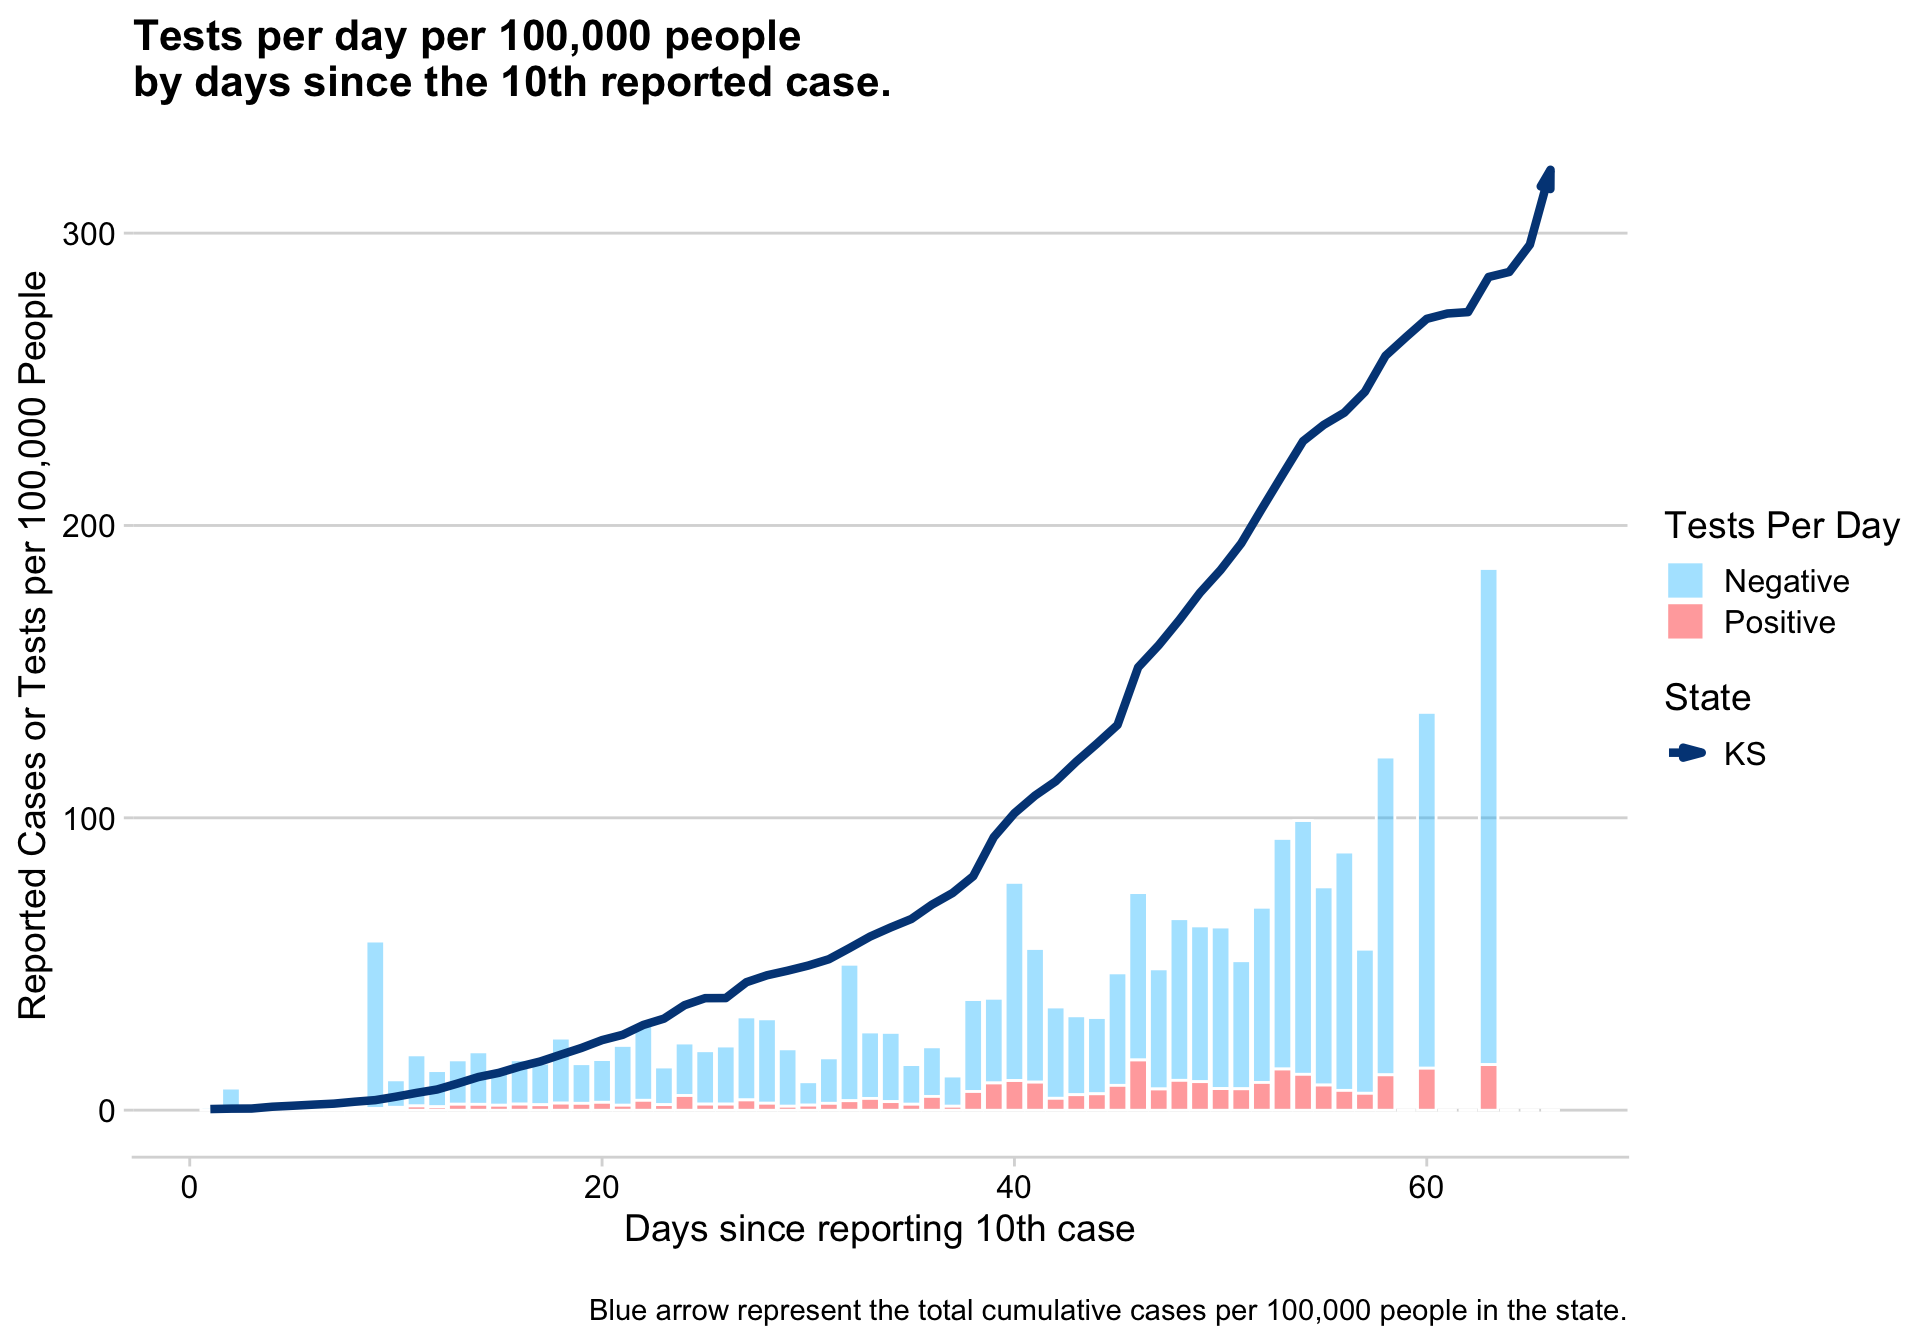 Tests per day per 100,000 people
by days since the 10th reported case.
Reported Cases or Tests per 100,000 People
300
200
100
0
0
20
40
60
Days since reporting 10th case
Tests Per Day
Negative
Positive
State
KS
Blue arrow represent the total cumulative cases per 100,000 people in the state.